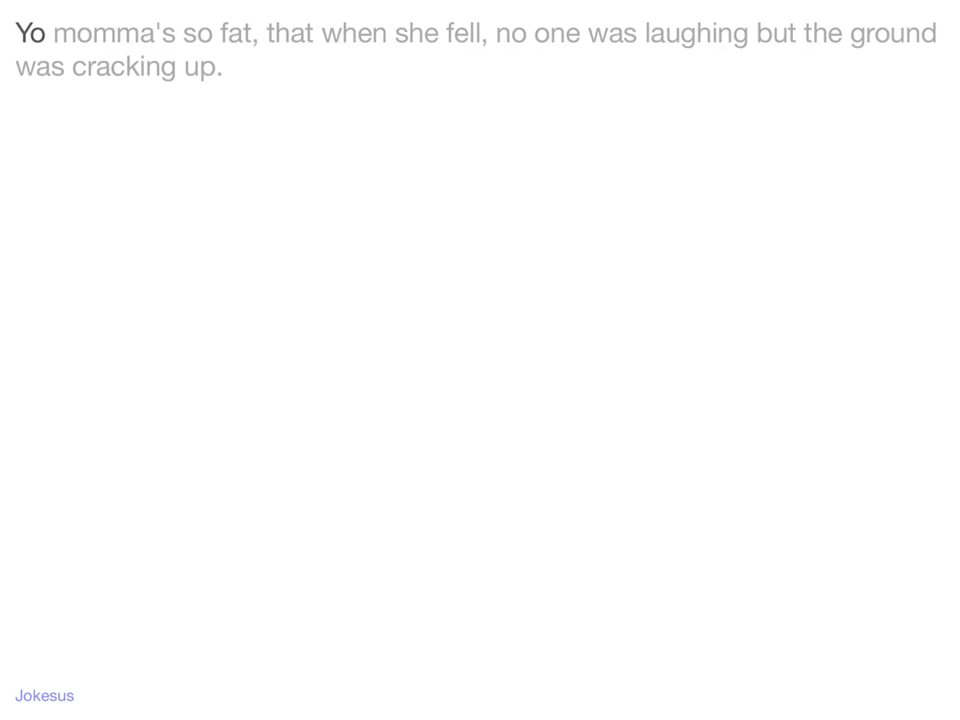 Yo momma's so fat, that when she fell, no one was laughing but the ground
was cracking up.
Jokesus